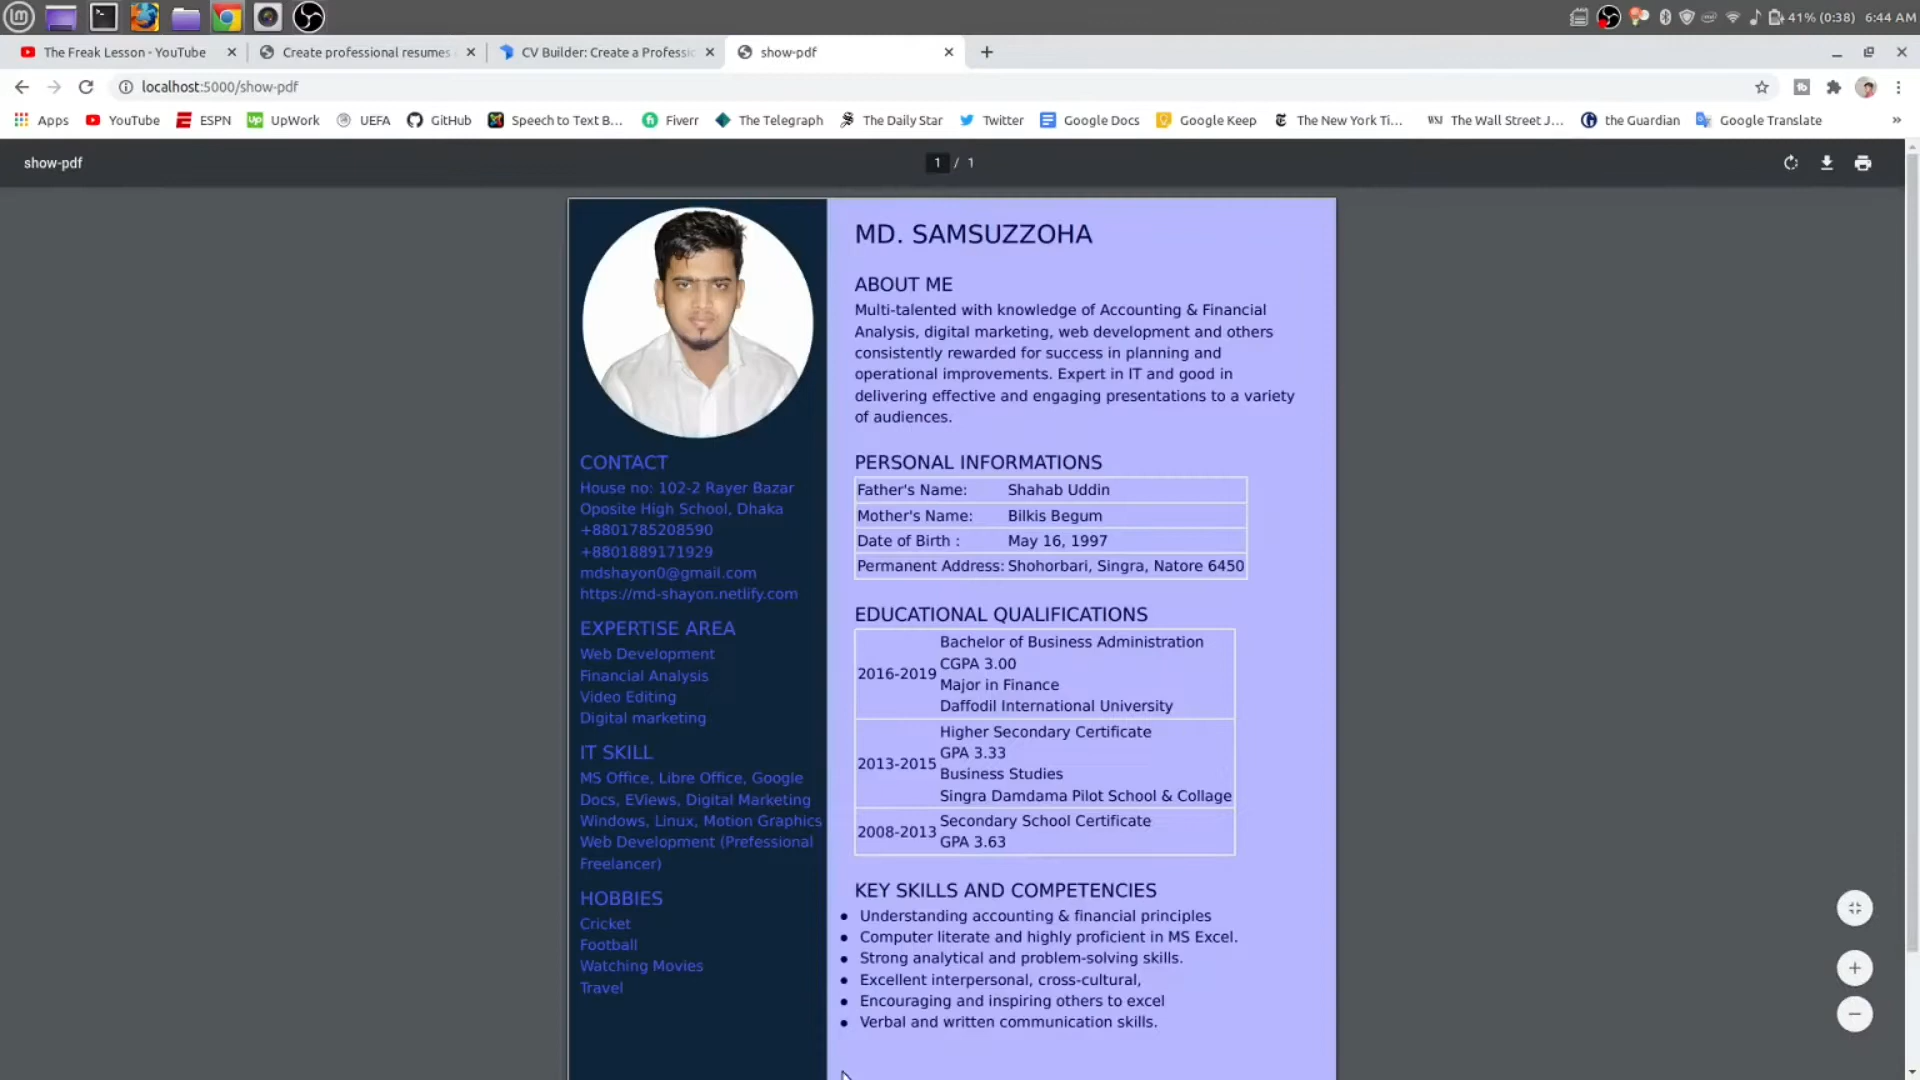 41% (0:38) 6:44 AM
The Freak Lesson - YouTube
Create professional resumes
CV Builder: Create a Professi
show-pdf
localhost:5000/show-pdf
Apps YouTube ESPN UpWork UEFA GitHub Speech to Text B... Fiverr The Telegraph The Daily Star Twitter Google Docs Google Keep The New York Ti... The Wall Street J... the Guardian Google Translate
show-pdf
1 / 1
MD. SAMSUZZOHA
ABOUT ME
Multi-talented with knowledge of Accounting & Financial
Analysis, digital marketing, web development and others
consistently rewarded for success in planning and
operational improvements. Expert in IT and good in
delivering effective and engaging presentations to a variety
of audiences.
CONTACT
House no: 102-2 Rayer Bazar
Oposite High School, Dhaka
+8801785208590
+8801889171929
mdshayon0@gmail.com
https://md-shayon.netlify.com
EXPERTISE AREA
Web Development
Financial Analysis
Video Editing
Digital marketing
IT SKILL
MS Office, Libre Office, Google
Docs, EViews, Digital Marketing
Windows, Linux, Motion Graphics
Web Development (Prefessional
Freelancer)
HOBBIES
Cricket
Football
Watching Movies
Travel
PERSONAL INFORMATIONS
Father's Name: Shahab Uddin
Mother's Name: Bilkis Begum
Date of Birth : May 16, 1997
Permanent Address: Shohorbari, Singra, Natore 6450
EDUCATIONAL QUALIFICATIONS
2016-2019
Bachelor of Business Administration
CGPA 3.00
Major in Finance
Daffodil International University
2013-2015
Higher Secondary Certificate
GPA 3.33
Business Studies
Singra Damdama Pilot School & Collage
2008-2013
Secondary School Certificate
GPA 3.63
KEY SKILLS AND COMPETENCIES
Understanding accounting & financial principles
Computer literate and highly proficient in MS Excel.
Strong analytical and problem-solving skills.
Excellent interpersonal, cross-cultural,
Encouraging and inspiring others to excel
Verbal and written communication skills.